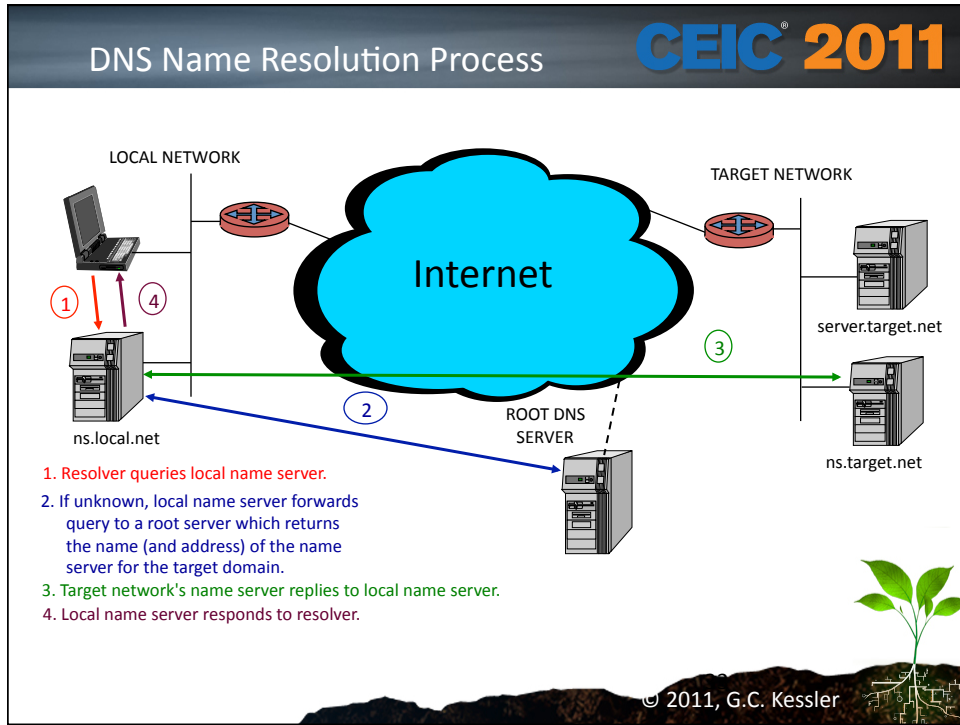 DNS Name Resolution Process
CEIC® 2011
LOCAL NETWORK
TARGET NETWORK
Internet
1
4
server.target.net
3
2
ROOT DNS
SERVER
ns.local.net
ns.target.net
1. Resolver queries local name server.
2. If unknown, local name server forwards
query to a root server which returns
the name (and address) of the name
server for the target domain.
3. Target network's name server replies to local name server.
4. Local name server responds to resolver.
© 2011, G.C. Kessler